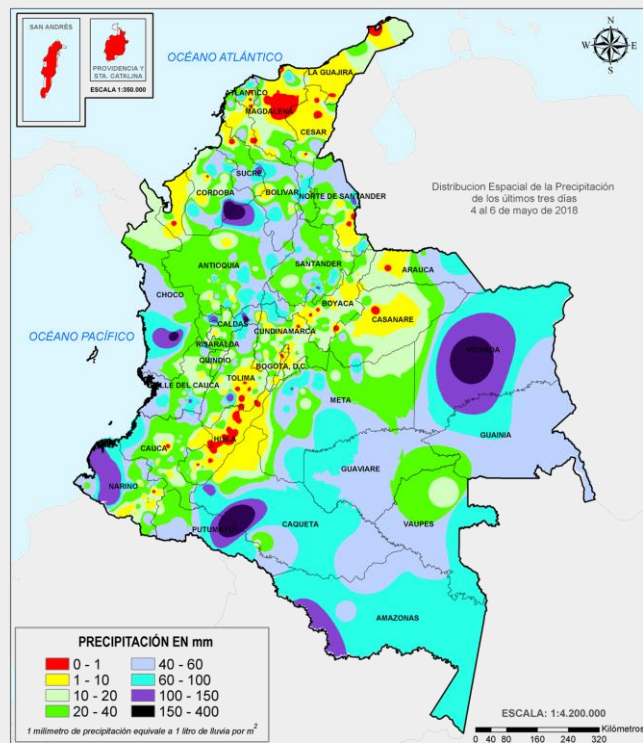 SAN ANDRÉS
PROVIDENCIA Y
STA. CATALINA
ESCALA 1:350.000
OCÉANO ATLÁNTICO
N
W E
S
LA GUAJIRA
ATLANTICO
MAGDALENA
CESAR
SUCRE
CORDOBA
BOLIVAR
NORTE DE SANTANDER
Distribucion Espacial de la Precipitación
de los últimos tres días
4 al 6 de mayo de 2018
ANTIOQUIA
SANTANDER
ARAUCA
CHOCO
BOYACA
CASANARE
OCÉANO PACÍFICO
CALDAS
CUNDINAMARCA
RISARALDA
VICHADA
QUINDIO
BOGOTA, D.C.
TOLIMA
VALLE DEL CAUCA
META
GUAINIA
CAUCA
HUILA
GUAVIARE
NARINO
VAUPES
PUTUMAYO
CAQUETA
AMAZONAS
PRECIPITACIÓN EN mm
0 - 1 40 - 60
1 - 10 60 - 100
10 - 20 100 - 150
20 - 40 150 - 400
1 milímetro de precipitación equivale a 1 litro de lluvia por m²
ESCALA: 1:4.200.000
Kilómetros
0 40 80 160 240 320